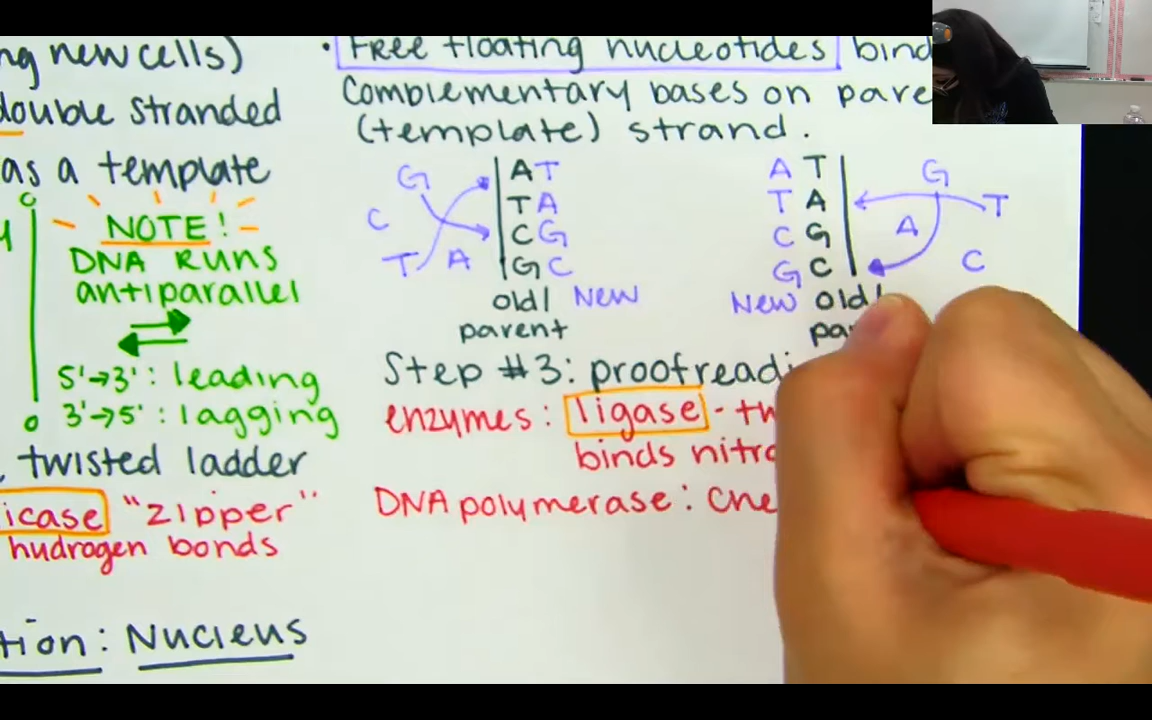 new cells)
double stranded
as a template
NOTE!
DNA RUNS
antiparallel
5'→3' : leading
3'→5' : lagging
twisted ladder
icase "zipper"
hydrogen bonds
tion: Nucleus
• Free floating nucleotides bind
Complementary bases on pare
(template) strand.
G A T
C T A
C G
T A G C
old/ New
parent
A T G
T A T
C G A
G C C
New old/
pa
Step #3: proofreadi
enzymes: ligase - th
binds nitro
DNA polymerase: Che